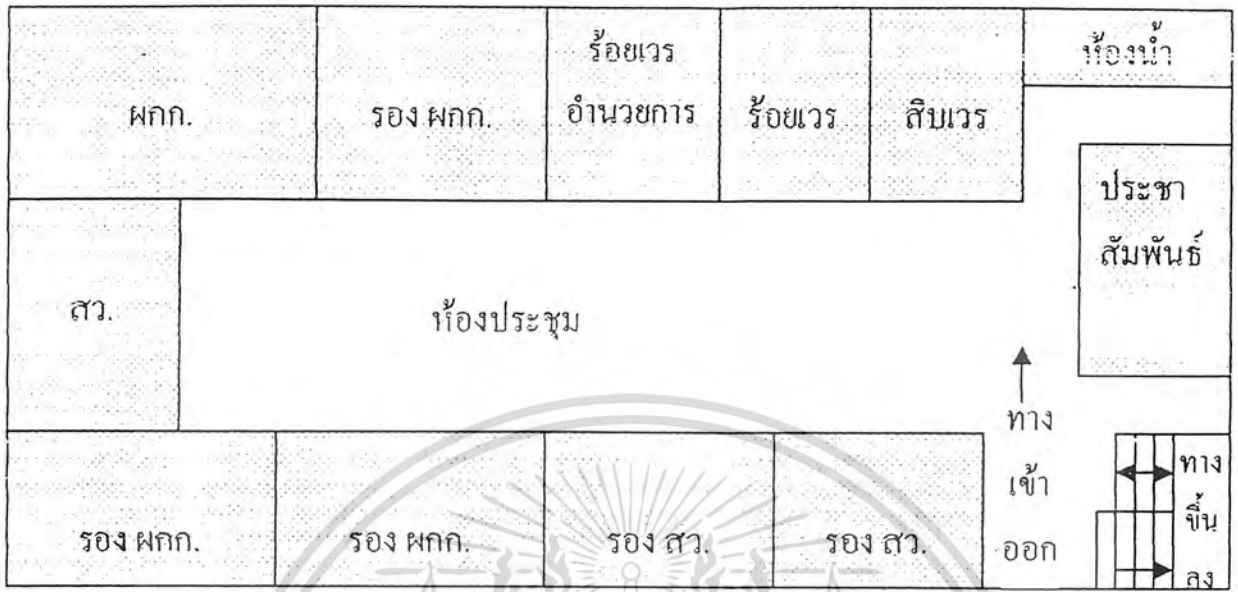 ผกก.
รอง ผกก.
ร้อยเวร
อำนวยการ
ร้อยเวร
สิบเวร
ห้องน้ำ
ประชา
สัมพันธ์
สว.
ห้องประชุม
ทาง
เข้า
ออก
ทาง
ขึ้น
ลง
รอง ผกก.
รอง ผกก.
รอง สว.
รอง สว.